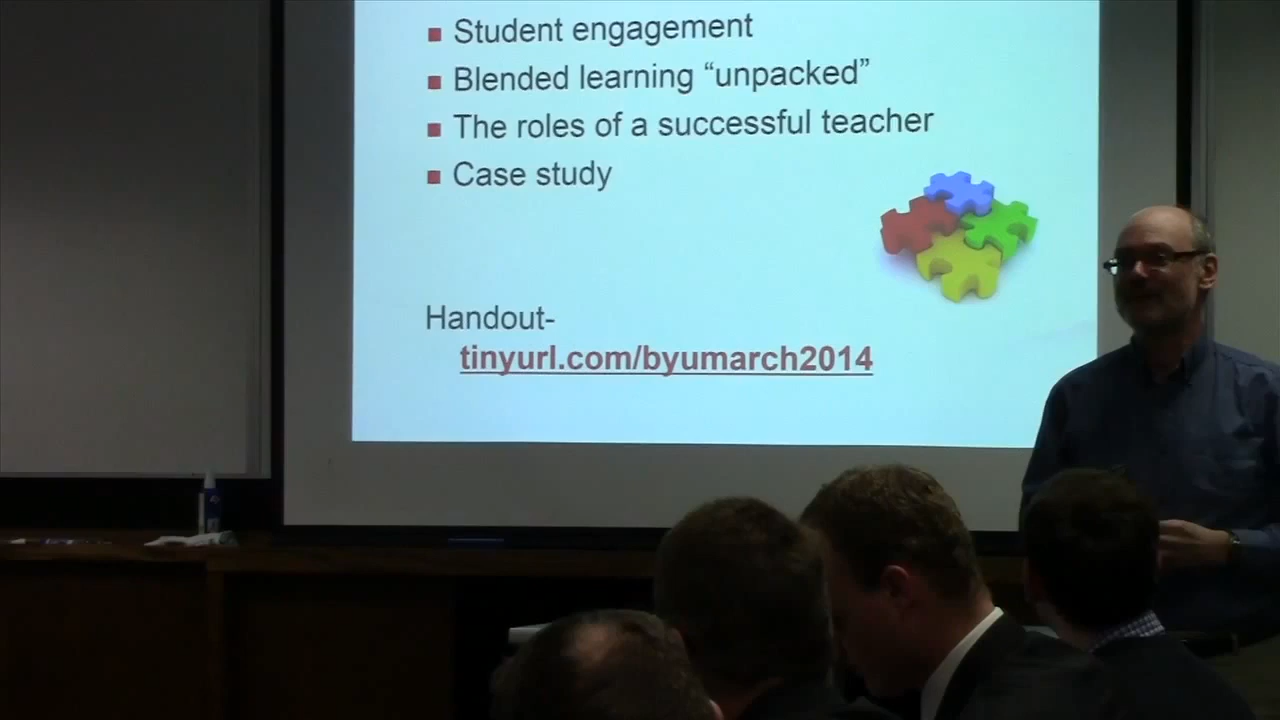 Student engagement
Blended learning “unpacked”
The roles of a successful teacher
Case study
Handout-
tinyurl.com/byumarch2014